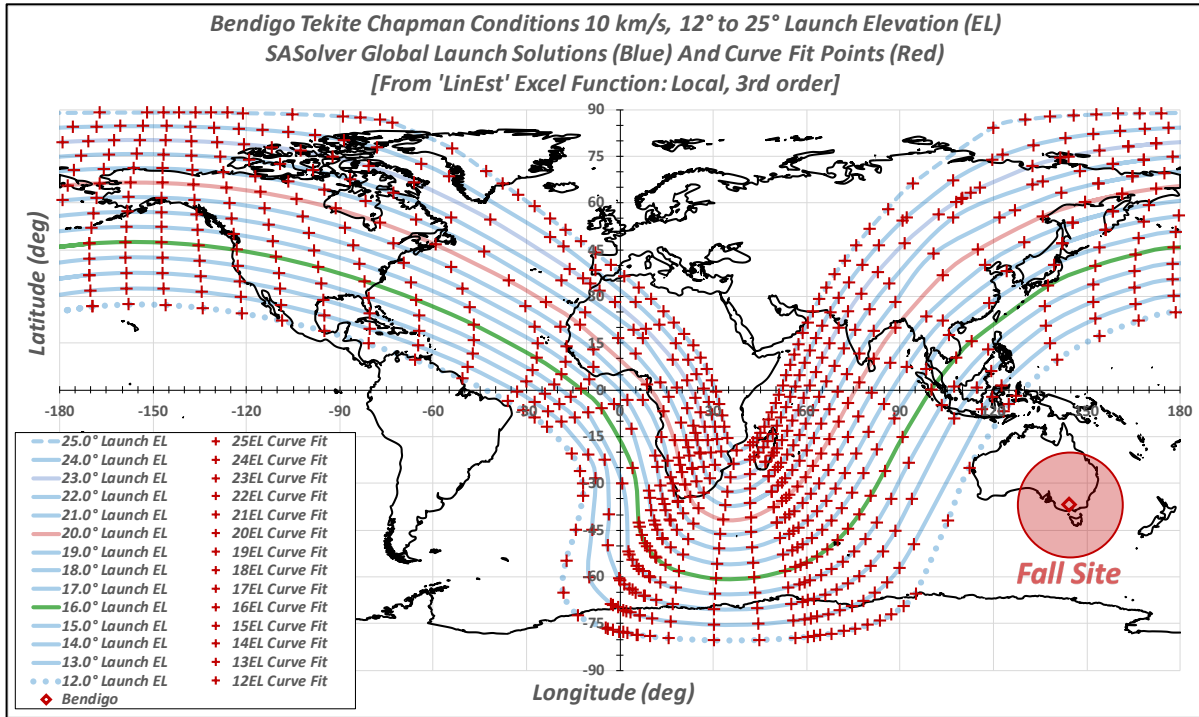 Bendigo Tekite Chapman Conditions 10 km/s, 12° to 25° Launch Elevation (EL)
SASolver Global Launch Solutions (Blue) And Curve Fit Points (Red)
[From 'LinEst' Excel Function: Local, 3rd order]
Latitude (deg)
90
75
60
45
30
15
0
-15
-30
-45
-60
-75
-90
-180
-150
-120
-90
-60
-30
0
30
60
90
120
150
180
Longitude (deg)
Fall Site
25.0° Launch EL
25EL Curve Fit
24.0° Launch EL
24EL Curve Fit
23.0° Launch EL
23EL Curve Fit
22.0° Launch EL
22EL Curve Fit
21.0° Launch EL
21EL Curve Fit
20.0° Launch EL
20EL Curve Fit
19.0° Launch EL
19EL Curve Fit
18.0° Launch EL
18EL Curve Fit
17.0° Launch EL
17EL Curve Fit
16.0° Launch EL
16EL Curve Fit
15.0° Launch EL
15EL Curve Fit
14.0° Launch EL
14EL Curve Fit
13.0° Launch EL
13EL Curve Fit
12.0° Launch EL
12EL Curve Fit
Bendigo